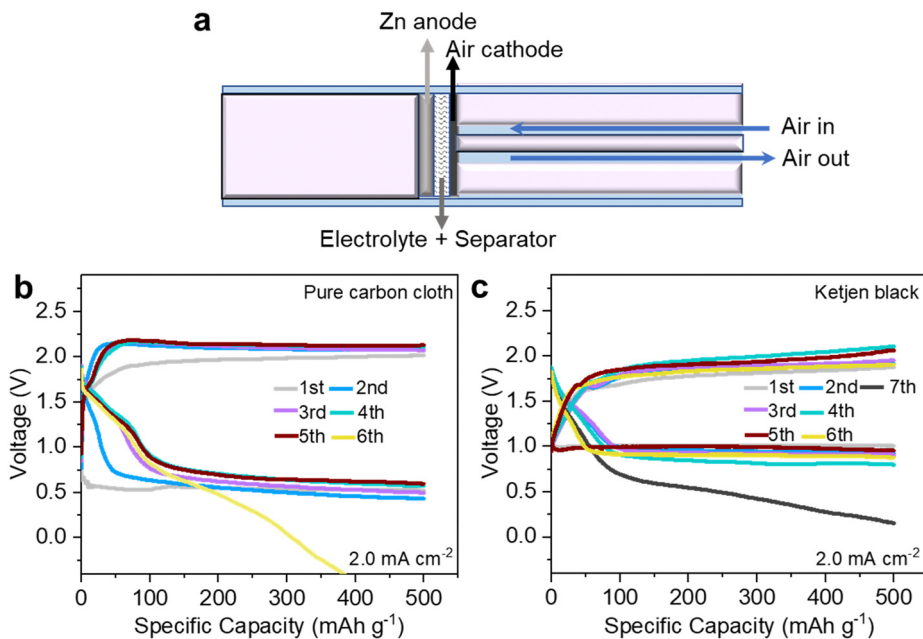 a
Zn anode
Air cathode
Air in
Air out
Electrolyte + Separator
b
Pure carbon cloth
2.5
2.0
1.5
1.0
0.5
0.0
Voltage (V)
1st 2nd
3rd 4th
5th 6th
2.0 mA cm⁻²
0 100 200 300 400 500
Specific Capacity (mAh g⁻¹)
c
Ketjen black
2.5
2.0
1.5
1.0
0.5
0.0
Voltage (V)
1st 2nd 7th
3rd 4th
5th 6th
2.0 mA cm⁻²
0 100 200 300 400 500
Specific Capacity (mAh g⁻¹)